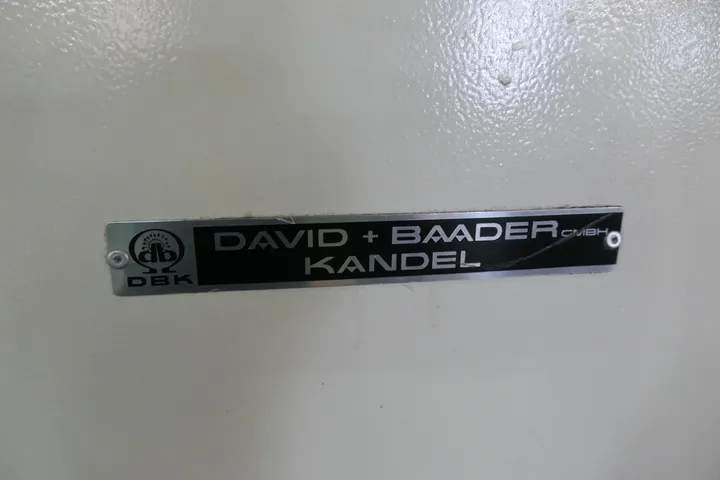 db
DBK
DAVID + BAADER GMBH
KANDEL